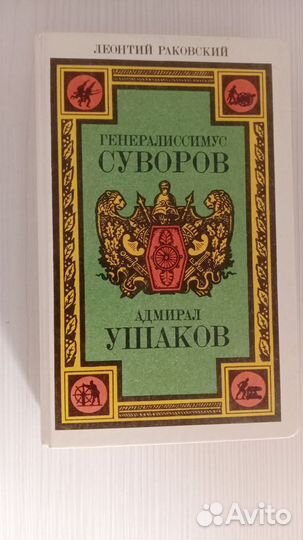 ЛЕОНТИЙ РАКОВСКИЙ
ГЕНЕРАЛИССИМУС
СУВОРОВ
АДМИРАЛ
УШАКОВ
Avito